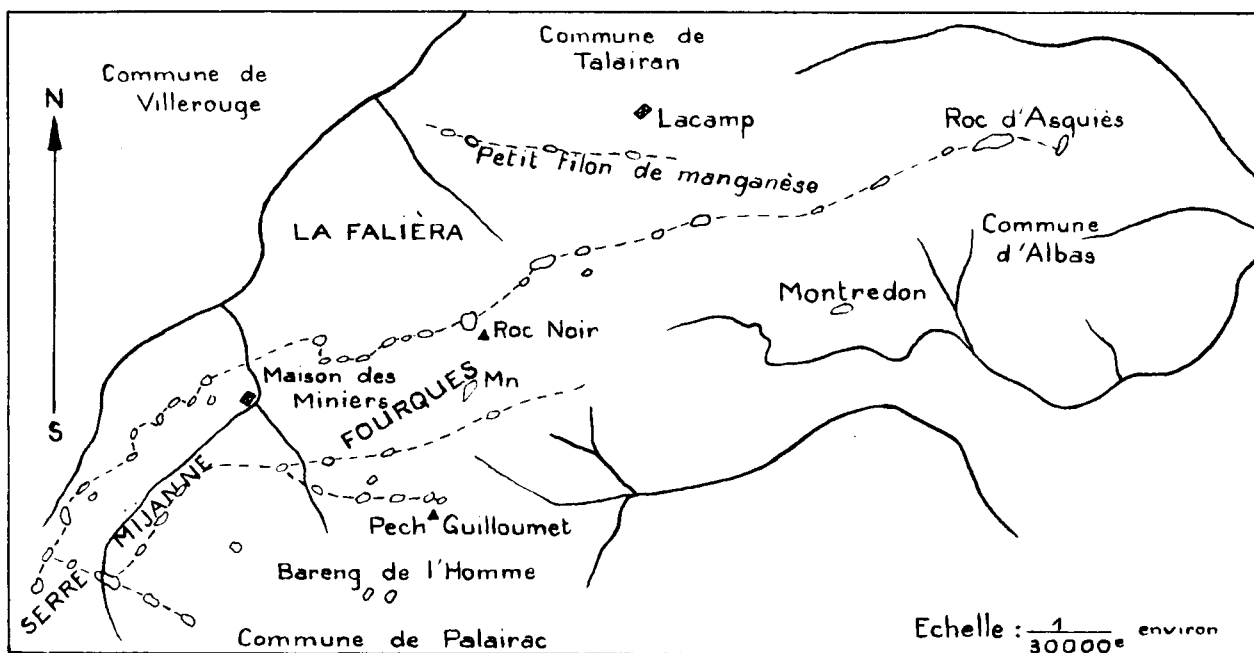 Commune de
Villerouge
Commune de
Talairan
N
S
Lacamp
Roc d'Asquiès
Petit filon de manganèse
LA FALIÈRA
Commune
d'Albas
Montredon
Roc Noir
Maison des
Miniers
Mn
FOURQUES
SERRE MIJANNE
Pech Guilloumet
Bareng de l'Homme
Commune de Palairac
Echelle : 1/30000e environ